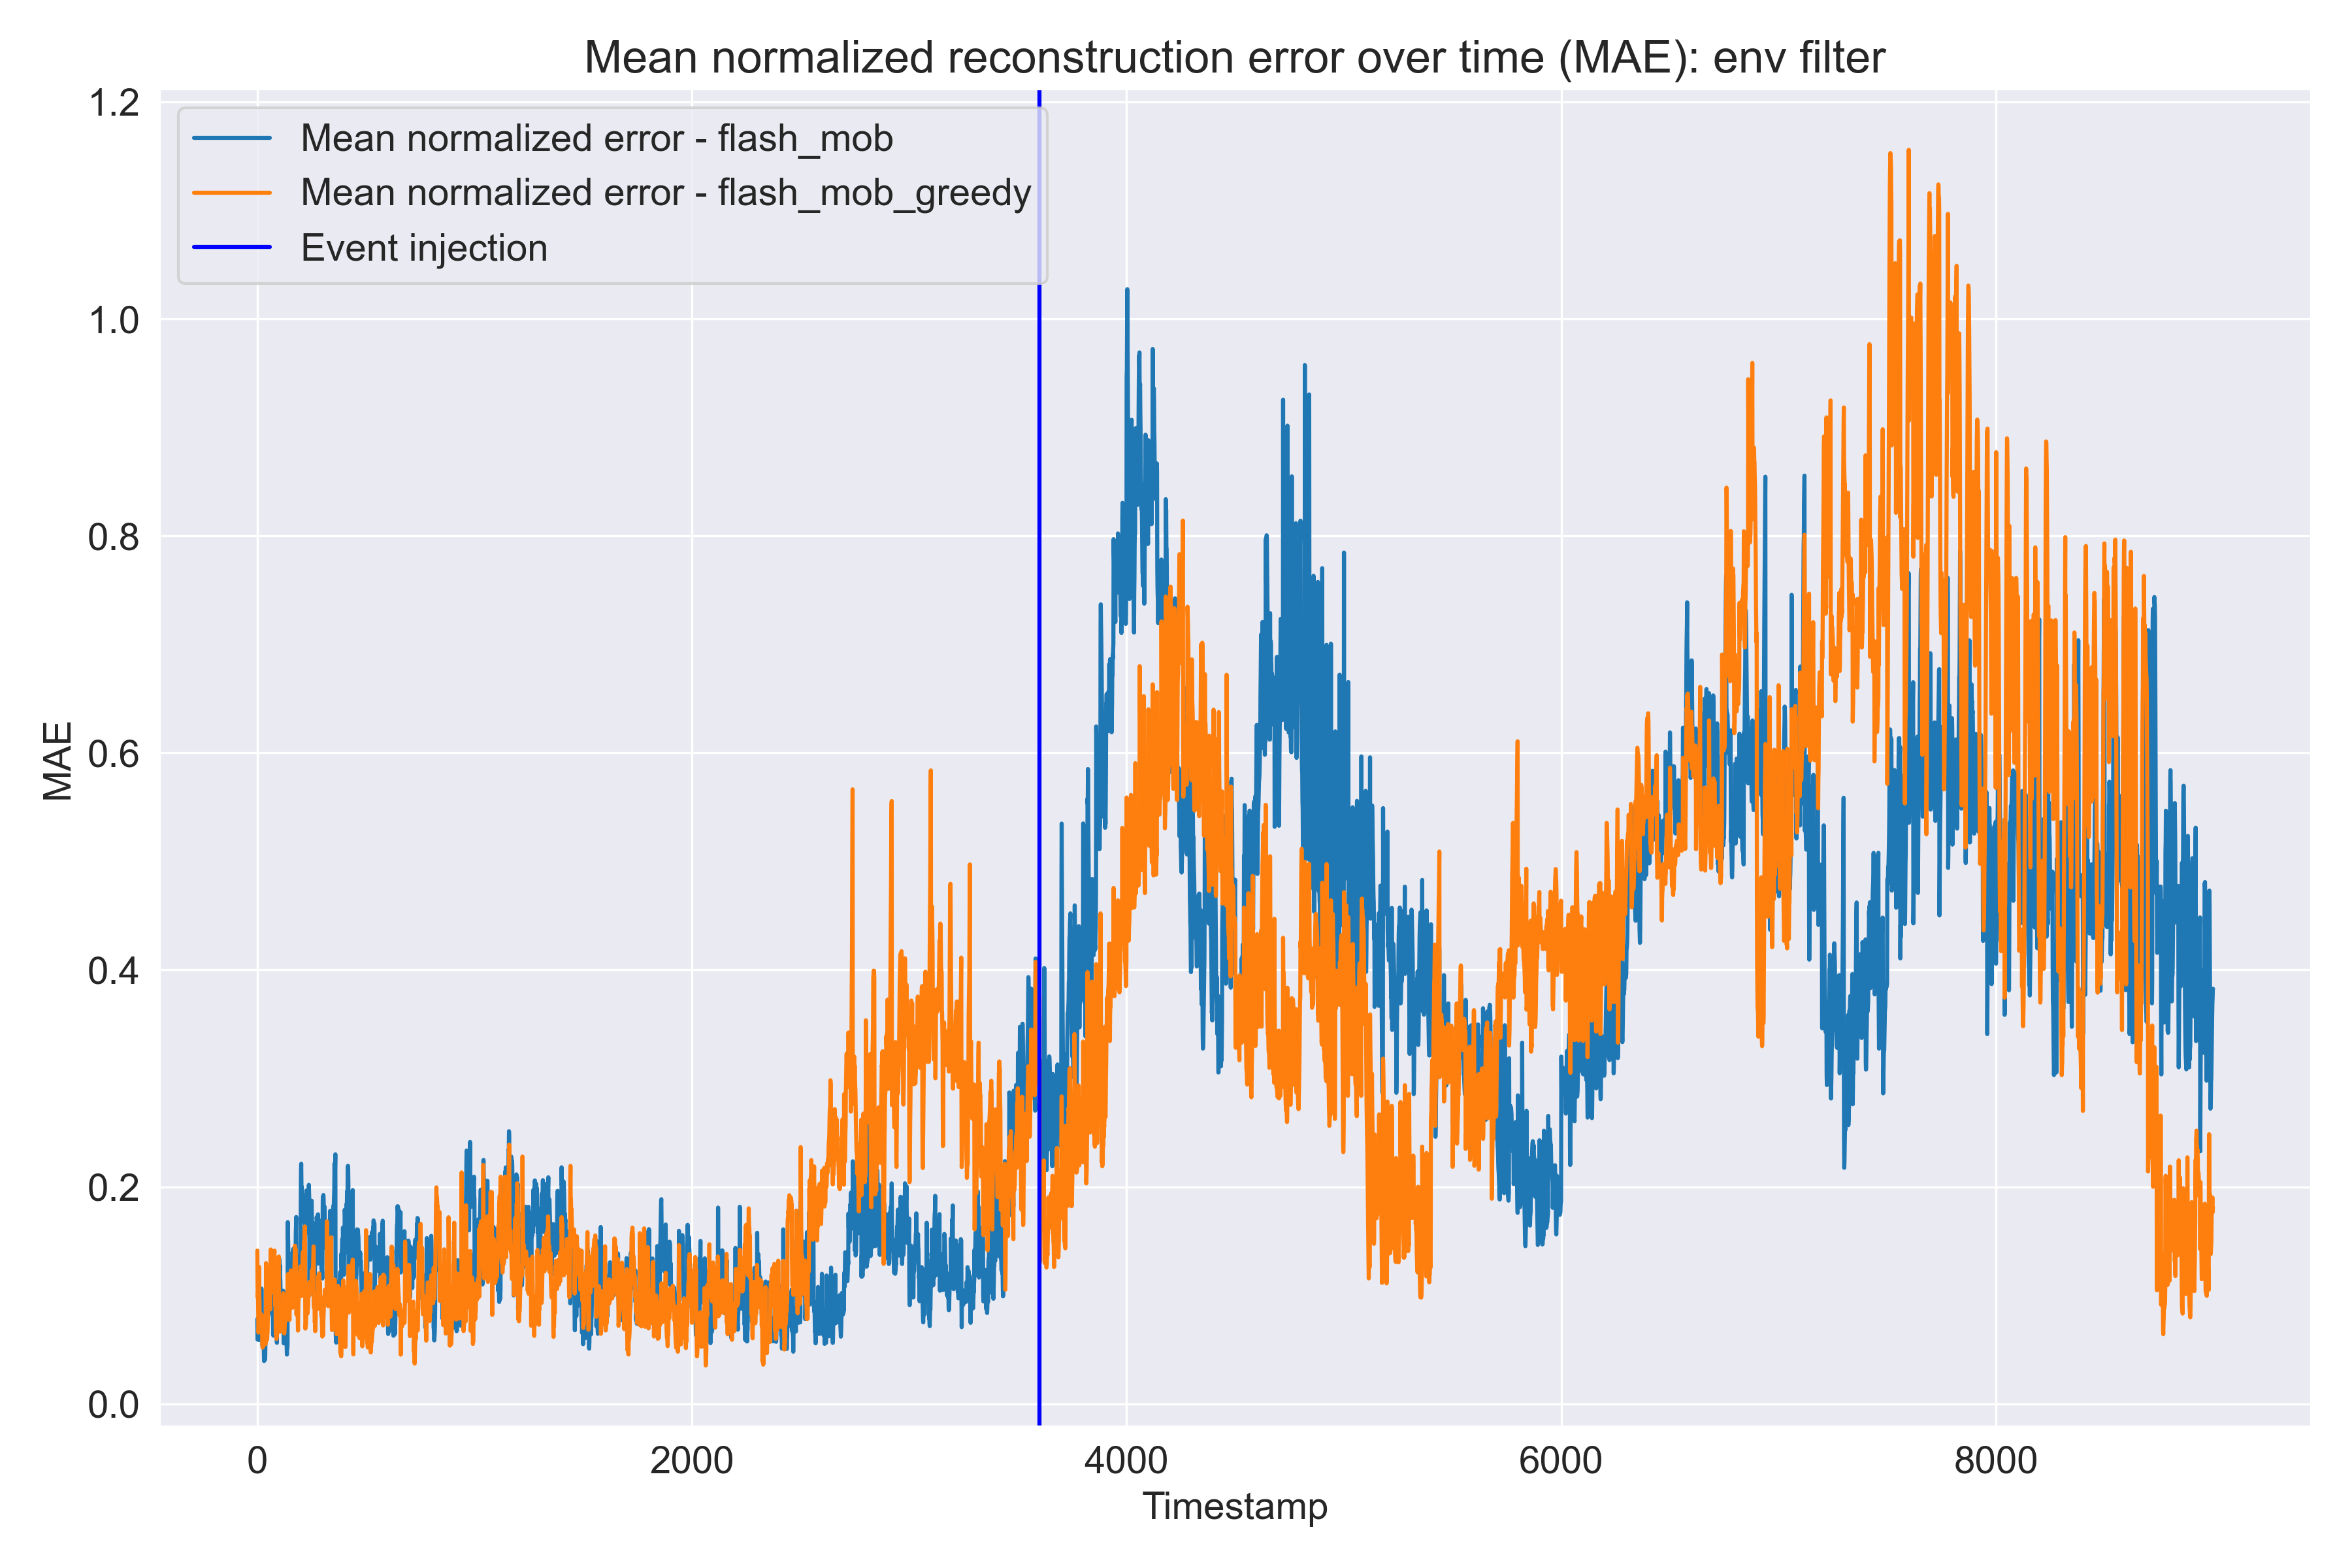 Mean normalized reconstruction error over time (MAE): env filter
Mean normalized error - flash_mob
Mean normalized error - flash_mob_greedy
Event injection
1.2
1.0
0.8
0.6
0.4
0.2
0.0
MAE
0 2000 4000 6000 8000
Timestamp